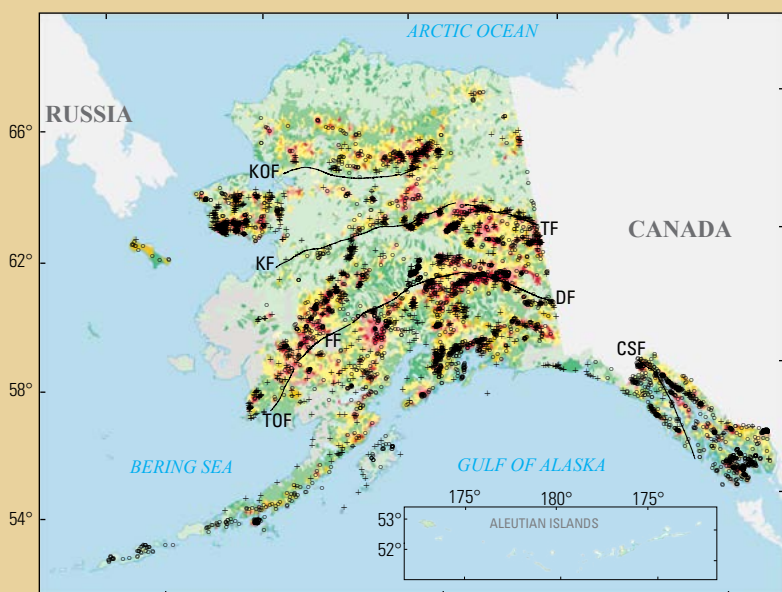 ARCTIC OCEAN
RUSSIA
66°
KOF
TF
CANADA
KF
62°
DF
FF
CSF
58°
TOF
BERING SEA
GULF OF ALASKA
175° 180° 175°
54°
53°
ALEUTIAN ISLANDS
52°